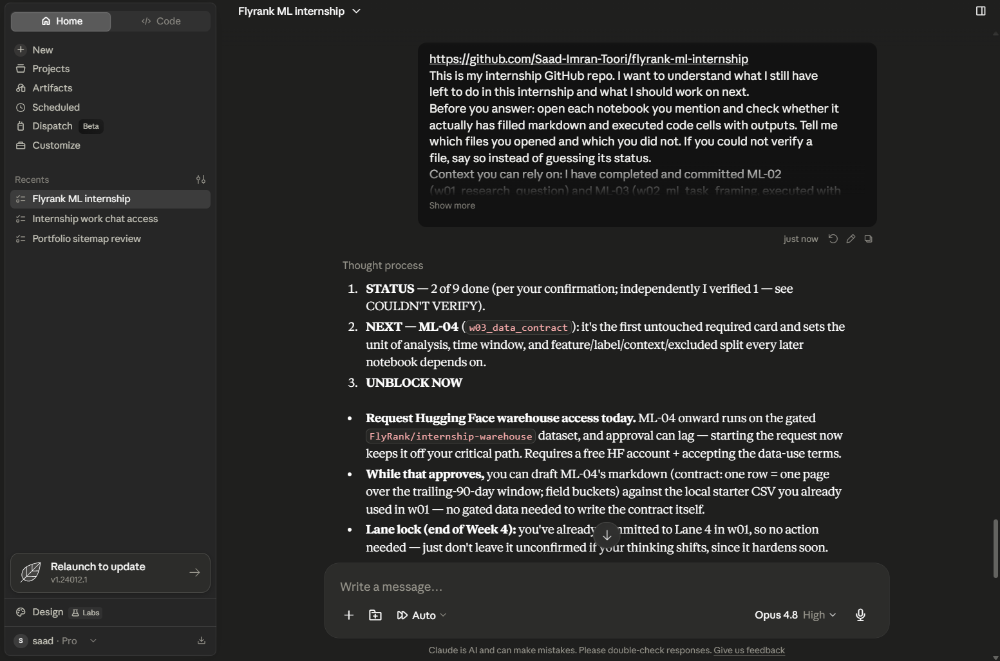 Home
Code
New
Projects
Artifacts
Scheduled
Dispatch Beta
Customize
Recents
Flyrank ML internship
Internship work chat access
Portfolio sitemap review
Relaunch to update
v1.24012.1
Design Labs
S saad · Pro
Flyrank ML internship
https://github.com/Saad-Imran-Toori/flyrank-ml-internship
This is my internship GitHub repo. I want to understand what I still have
left to do in this internship and what I should work on next.
Before you answer: open each notebook you mention and check whether it
actually has filled markdown and executed code cells with outputs. Tell me
which files you opened and which you did not. If you could not verify a
file, say so instead of guessing its status.
Context you can rely on: I have completed and committed ML-02
(w01_research_question) and ML-03 (w02_ml_task_framing, executed with
Show more
just now
Thought process
1. STATUS — 2 of 9 done (per your confirmation; independently I verified 1 — see
COULDN'T VERIFY).
2. NEXT — ML-04 (w03_data_contract): it's the first untouched required card and sets the
unit of analysis, time window, and feature/label/context/excluded split every later
notebook depends on.
3. UNBLOCK NOW
• Request Hugging Face warehouse access today. ML-04 onward runs on the gated
FlyRank/internship-warehouse dataset, and approval can lag — starting the request now
keeps it off your critical path. Requires a free HF account + accepting the data-use terms.
• While that approves, you can draft ML-04's markdown (contract: one row = one page
over the trailing-90-day window; field buckets) against the local starter CSV you already
used in w01 — no gated data needed to write the contract itself.
• Lane lock (end of Week 4): you've already mmitted to Lane 4 in w01, so no action
needed — just don't leave it unconfirmed if your thinking shifts, since it hardens soon.
Write a message...
Auto
Opus 4.8 High
Claude is AI and can make mistakes. Please double-check responses. Give us feedback